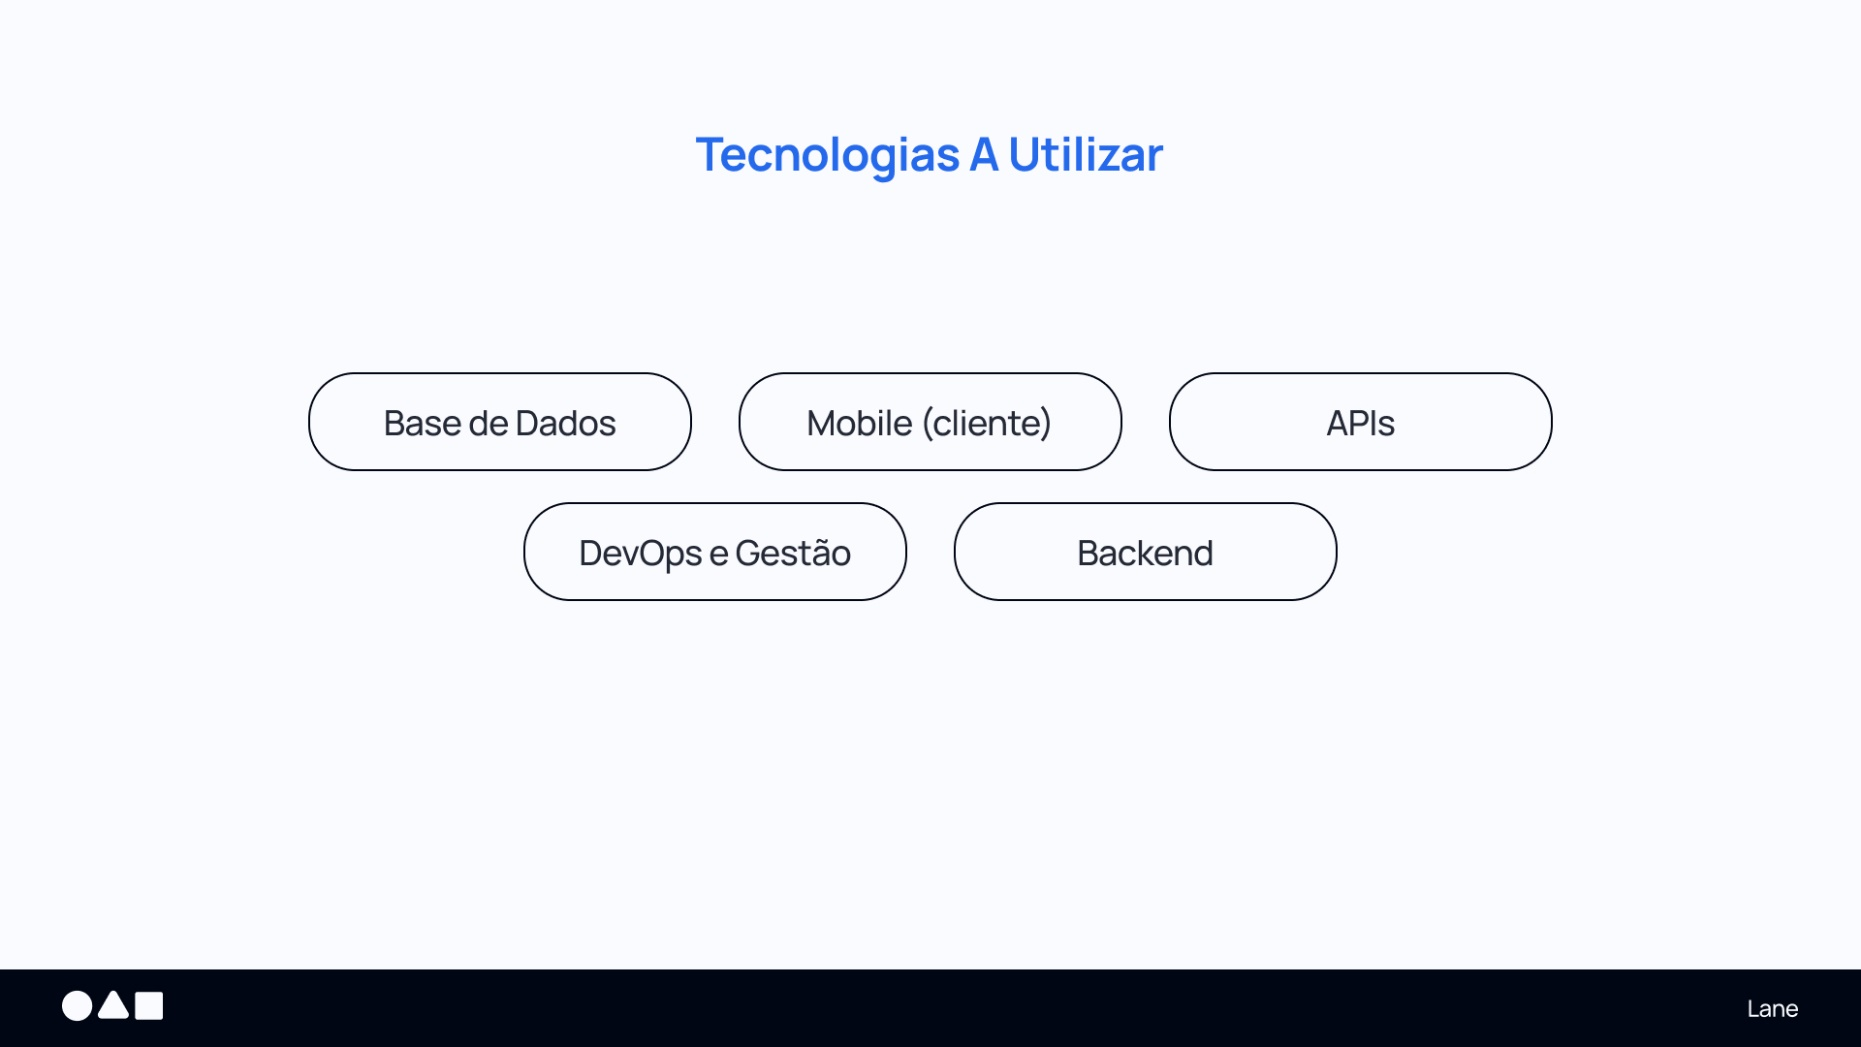 Tecnologias A Utilizar
Base de Dados
Mobile (cliente)
APIs
DevOps e Gestão
Backend
Lane